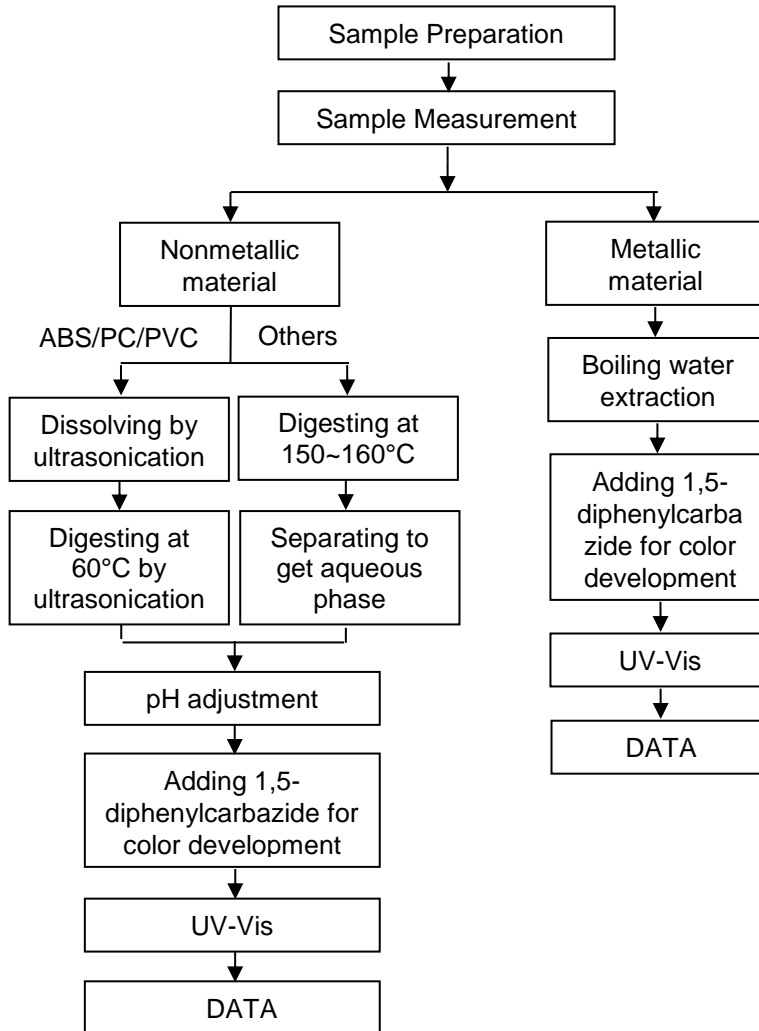 Sample Preparation
Sample Measurement
Nonmetallic
material
Metallic
material
ABS/PC/PVC
Others
Boiling water
extraction
Dissolving by
ultrasonication
Digesting at
150~160°C
Adding 1,5-
diphenylcarba
zide for color
development
Digesting at
60°C by
ultrasonication
Separating to
get aqueous
phase
UV-Vis
pH adjustment
DATA
Adding 1,5-
diphenylcarbazide for
color development
UV-Vis
DATA